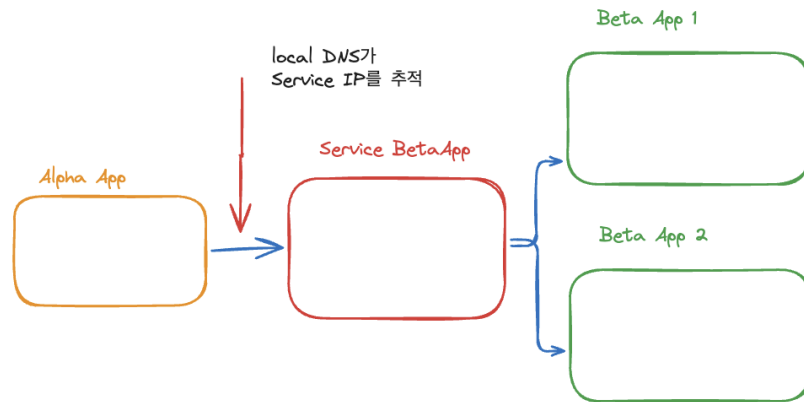 Beta App 1
local DNS가
Service IP를 추적
Service BetaApp
Alpha App
Beta App 2